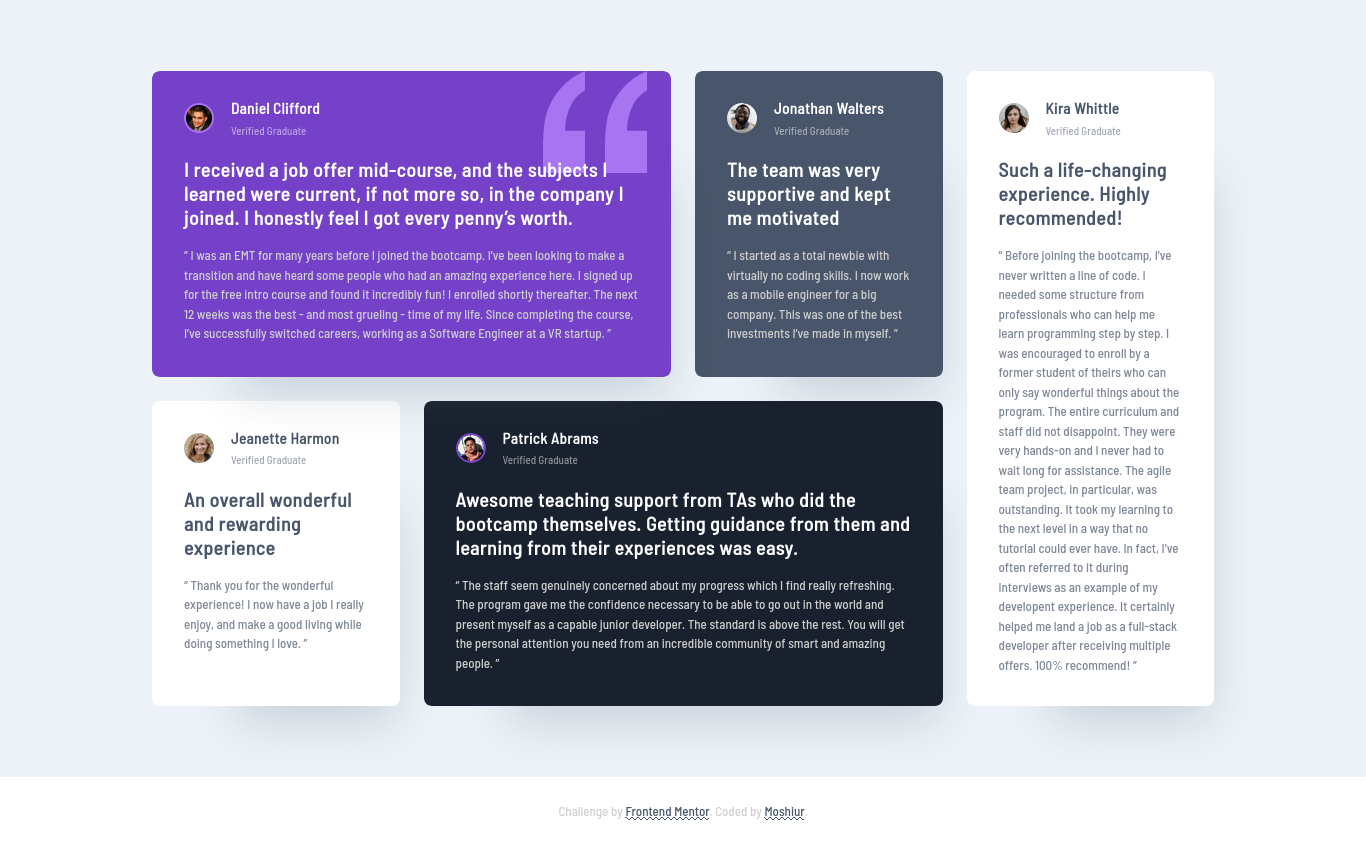 Daniel Clifford
Verified Graduate
I received a job offer mid-course, and the subjects I
learned were current, if not more so, in the company I
joined. I honestly feel I got every penny’s worth.
“ I was an EMT for many years before I joined the bootcamp. I’ve been looking to make a
transition and have heard some people who had an amazing experience here. I signed up
for the free intro course and found it incredibly fun! I enrolled shortly thereafter. The next
12 weeks was the best - and most grueling - time of my life. Since completing the course,
I’ve successfully switched careers, working as a Software Engineer at a VR startup. ”
Jonathan Walters
Verified Graduate
The team was very
supportive and kept
me motivated
“ I started as a total newbie with
virtually no coding skills. I now work
as a mobile engineer for a big
company. This was one of the best
investments I’ve made in myself. ”
Kira Whittle
Verified Graduate
Such a life-changing
experience. Highly
recommended!
“ Before joining the bootcamp, I’ve
never written a line of code. I
needed some structure from
professionals who can help me
learn programming step by step. I
was encouraged to enroll by a
former student of theirs who can
only say wonderful things about the
program. The entire curriculum and
staff did not disappoint. They were
very hands-on and I never had to
wait long for assistance. The agile
team project, in particular, was
outstanding. It took my learning to
the next level in a way that no
tutorial could ever have. In fact, I’ve
often referred to it during
interviews as an example of my
developent experience. It certainly
helped me land a job as a full-stack
developer after receiving multiple
offers. 100% recommend! ”
Jeanette Harmon
Verified Graduate
An overall wonderful
and rewarding
experience
“ Thank you for the wonderful
experience! I now have a job I really
enjoy, and make a good living while
doing something I love. ”
Patrick Abrams
Verified Graduate
Awesome teaching support from TAs who did the
bootcamp themselves. Getting guidance from them and
learning from their experiences was easy.
“ The staff seem genuinely concerned about my progress which I find really refreshing.
The program gave me the confidence necessary to be able to go out in the world and
present myself as a capable junior developer. The standard is above the rest. You will get
the personal attention you need from an incredible community of smart and amazing
people. ”
Challenge by Frontend Mentor. Coded by Moshiur.